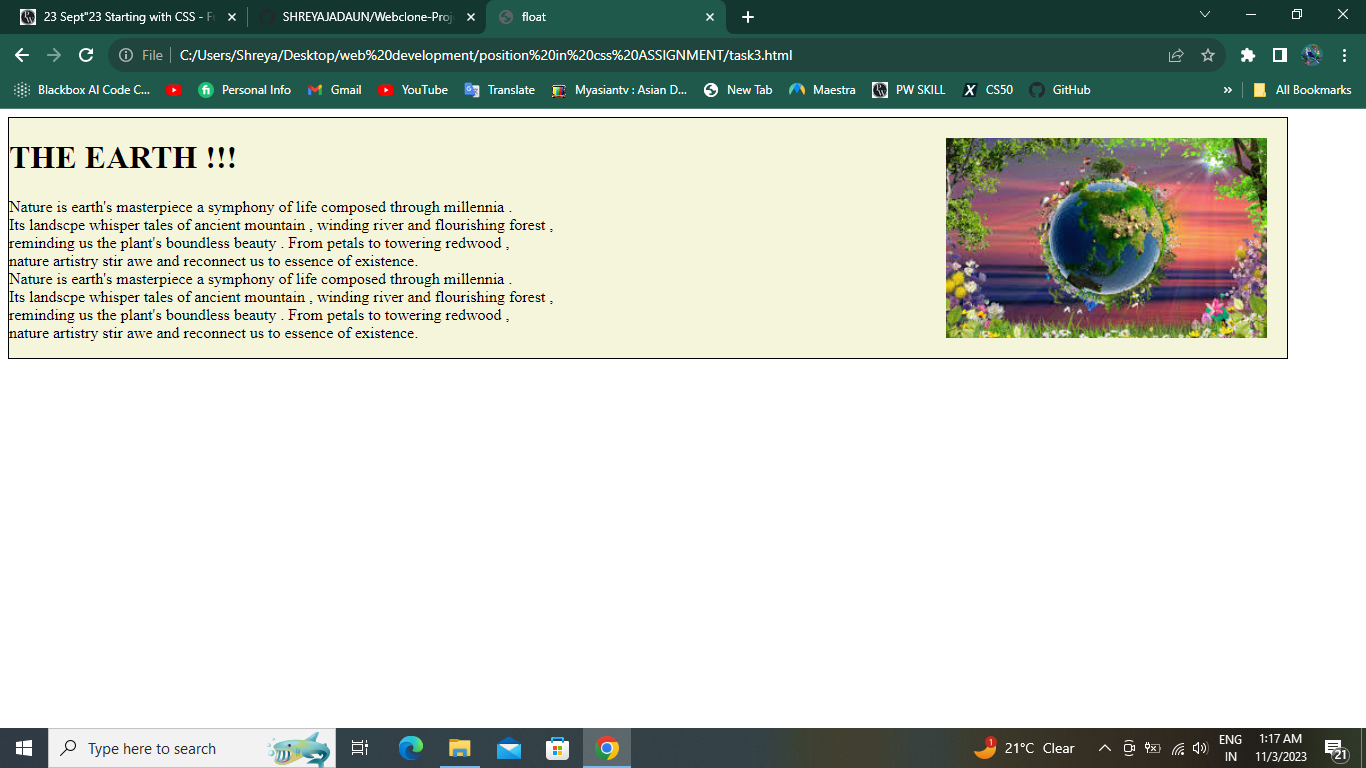 23 Sept"23 Starting with CSS - Fu
SHREYAJADAUN/Webclone-Proj
float
File
C:/Users/Shreya/Desktop/web%20development/position%20in%20css%20ASSIGNMENT/task3.html
Blackbox AI Code C...
Personal Info
Gmail
YouTube
Translate
Myasiantv : Asian D...
New Tab
Maestra
PW SKILL
CS50
GitHub
»
All Bookmarks
THE EARTH !!!
Nature is earth's masterpiece a symphony of life composed through millennia .
Its landscpe whisper tales of ancient mountain , winding river and flourishing forest ,
reminding us the plant's boundless beauty . From petals to towering redwood ,
nature artistry stir awe and reconnect us to essence of existence.
Nature is earth's masterpiece a symphony of life composed through millennia .
Its landscpe whisper tales of ancient mountain , winding river and flourishing forest ,
reminding us the plant's boundless beauty . From petals to towering redwood ,
nature artistry stir awe and reconnect us to essence of existence.
Type here to search
1
21°C Clear
ENG
IN
1:17 AM
11/3/2023
21